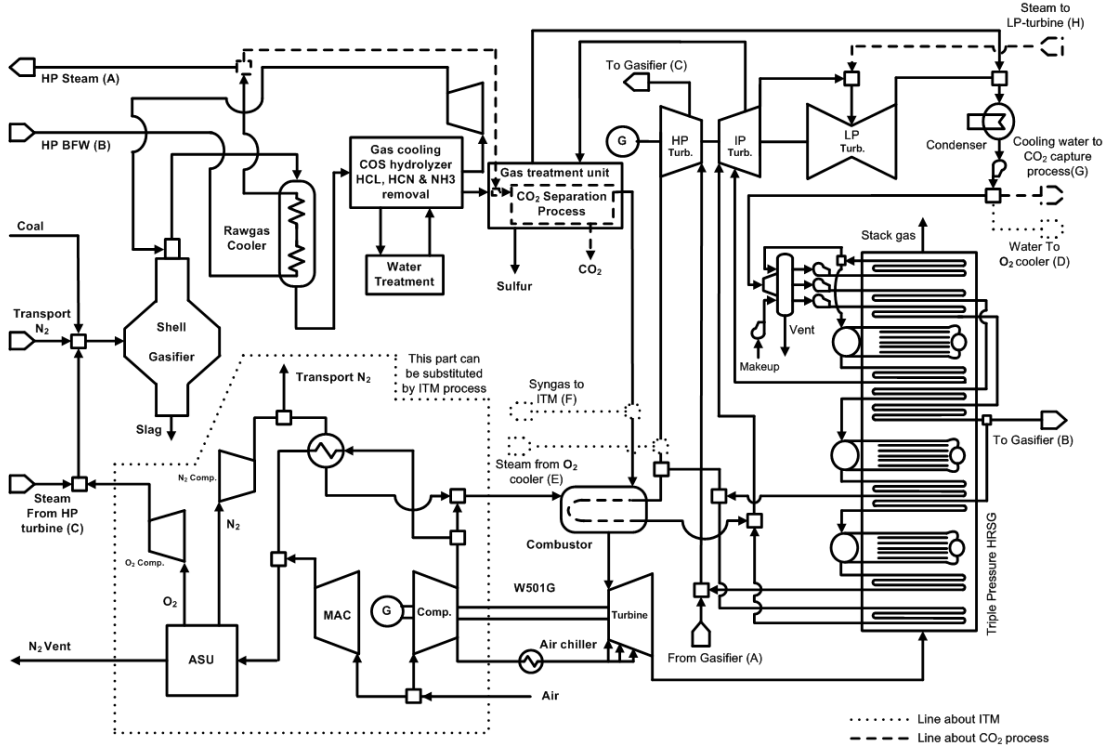 Steam to
LP-turbine (H)
HP Steam (A)
To Gasifier (C)
HP BFW (B)
G
HP
Turb.
IP
Turb.
LP
Turb.
Condenser
Cooling water to
CO₂ capture
process(G)
Gas cooling
COS hydrolyzer
HCL, HCN & NH3
removal
Gas treatment unit
CO₂ Separation
Process
Rawgas
Cooler
Coal
Water
Treatment
Sulfur
CO₂
Stack gas
Water To
O₂ cooler (D)
Transport
N₂
Shell
Gasifier
Vent
Makeup
This part can
be substituted
by ITM process
Transport N₂
Syngas to
ITM (F)
Slag
To Gasifier (B)
Steam from O₂
cooler (E)
N₂ Comp.
Steam
From HP
turbine (C)
N₂
Combustor
O₂ Comp.
O₂
MAC
G
Comp.
W501G
Turbine
Triple Pressure HRSG
Air chiller
From Gasifier (A)
N₂ Vent
ASU
Air
Line about ITM
Line about CO₂ process